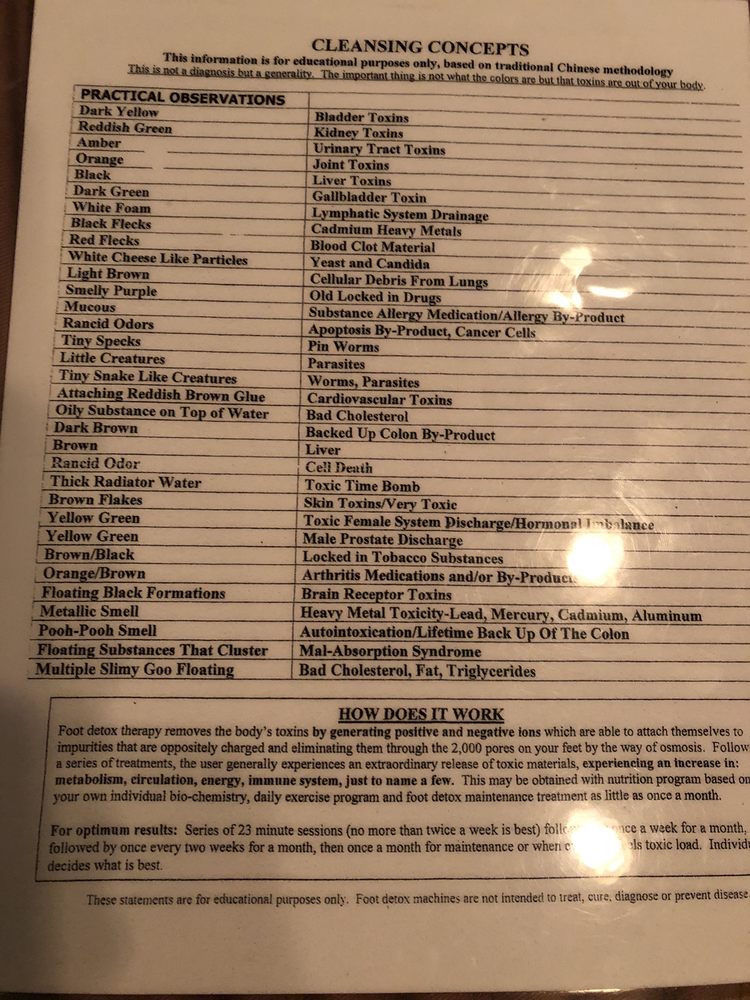 CLEANSING CONCEPTS
This information is for educational purposes only, based on traditional Chinese methodology
This is not a diagnosis but a generality. The important thing is not what the colors are but that toxins are out of your body.
PRACTICAL OBSERVATIONS
Dark Yellow Bladder Toxins
Reddish Green Kidney Toxins
Amber Urinary Tract Toxins
Orange Joint Toxins
Black Liver Toxins
Dark Green Gallbladder Toxin
White Foam Lymphatic System Drainage
Black Flecks Cadmium Heavy Metals
Red Flecks Blood Clot Material
White Cheese Like Particles Yeast and Candida
Light Brown Cellular Debris From Lungs
Smelly Purple Old Locked in Drugs
Mucous Substance Allergy Medication/Allergy By-Product
Rancid Odors Apoptosis By-Product, Cancer Cells
Tiny Specks Pin Worms
Little Creatures Parasites
Tiny Snake Like Creatures Worms, Parasites
Attaching Reddish Brown Glue Cardiovascular Toxins
Oily Substance on Top of Water Bad Cholesterol
Dark Brown Backed Up Colon By-Product
Brown Liver
Rancid Odor Cell Death
Thick Radiator Water Toxic Time Bomb
Brown Flakes Skin Toxins/Very Toxic
Yellow Green Toxic Female System Discharge/Hormonal Imbalance
Yellow Green Male Prostate Discharge
Brown/Black Locked in Tobacco Substances
Orange/Brown Arthritis Medications and/or By-Product
Floating Black Formations Brain Receptor Toxins
Metallic Smell Heavy Metal Toxicity-Lead, Mercury, Cadmium, Aluminum
Pooh-Pooh Smell Autointoxication/Lifetime Back Up Of The Colon
Floating Substances That Cluster Mal-Absorption Syndrome
Multiple Slimy Goo Floating Bad Cholesterol, Fat, Triglycerides
HOW DOES IT WORK
Foot detox therapy removes the body's toxins by generating positive and negative ions which are able to attach themselves to
impurities that are oppositely charged and eliminating them through the 2,000 pores on your feet by the way of osmosis. Follow
a series of treatments, the user generally experiences an extraordinary release of toxic materials, experiencing an increase in:
metabolism, circulation, energy, immune system, just to name a few. This may be obtained with nutrition program based on
your own individual bio-chemistry, daily exercise program and foot detox maintenance treatment as little as once a month.
For optimum results: Series of 23 minute sessions (no more than twice a week is best) once a week for a month,
followed by once every two weeks for a month, then once a month for maintenance or when toxic load. Individu
decides what is best.
These statements are for educational purposes only. Foot detox machines are not intended to treat, cure, diagnose or prevent disease.